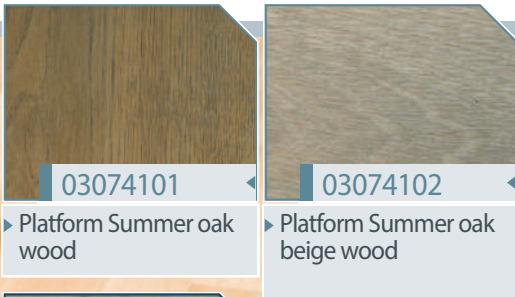 03074101
Platform Summer oak
wood
03074102
Platform Summer oak
beige wood